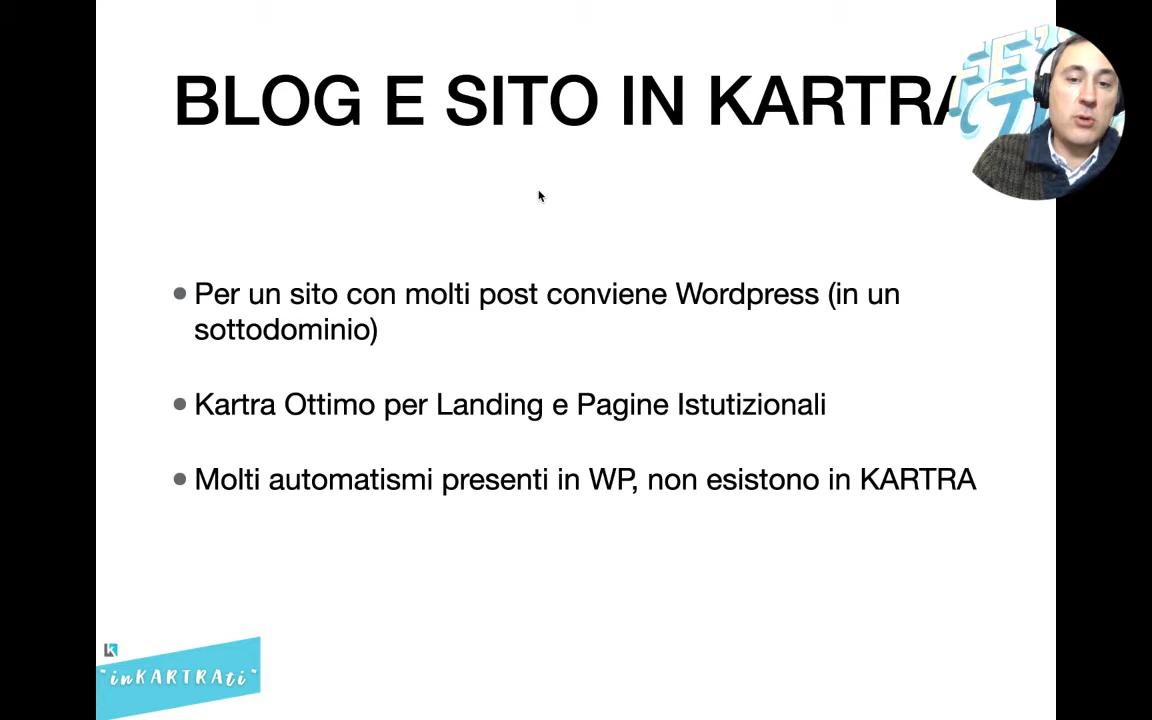 BLOG E SITO IN KARTRA
• Per un sito con molti post conviene Wordpress (in un
sottodominio)
• Kartra Ottimo per Landing e Pagine Istutizionali
• Molti automatismi presenti in WP, non esistono in KARTRA
k
"inKARTRAti"